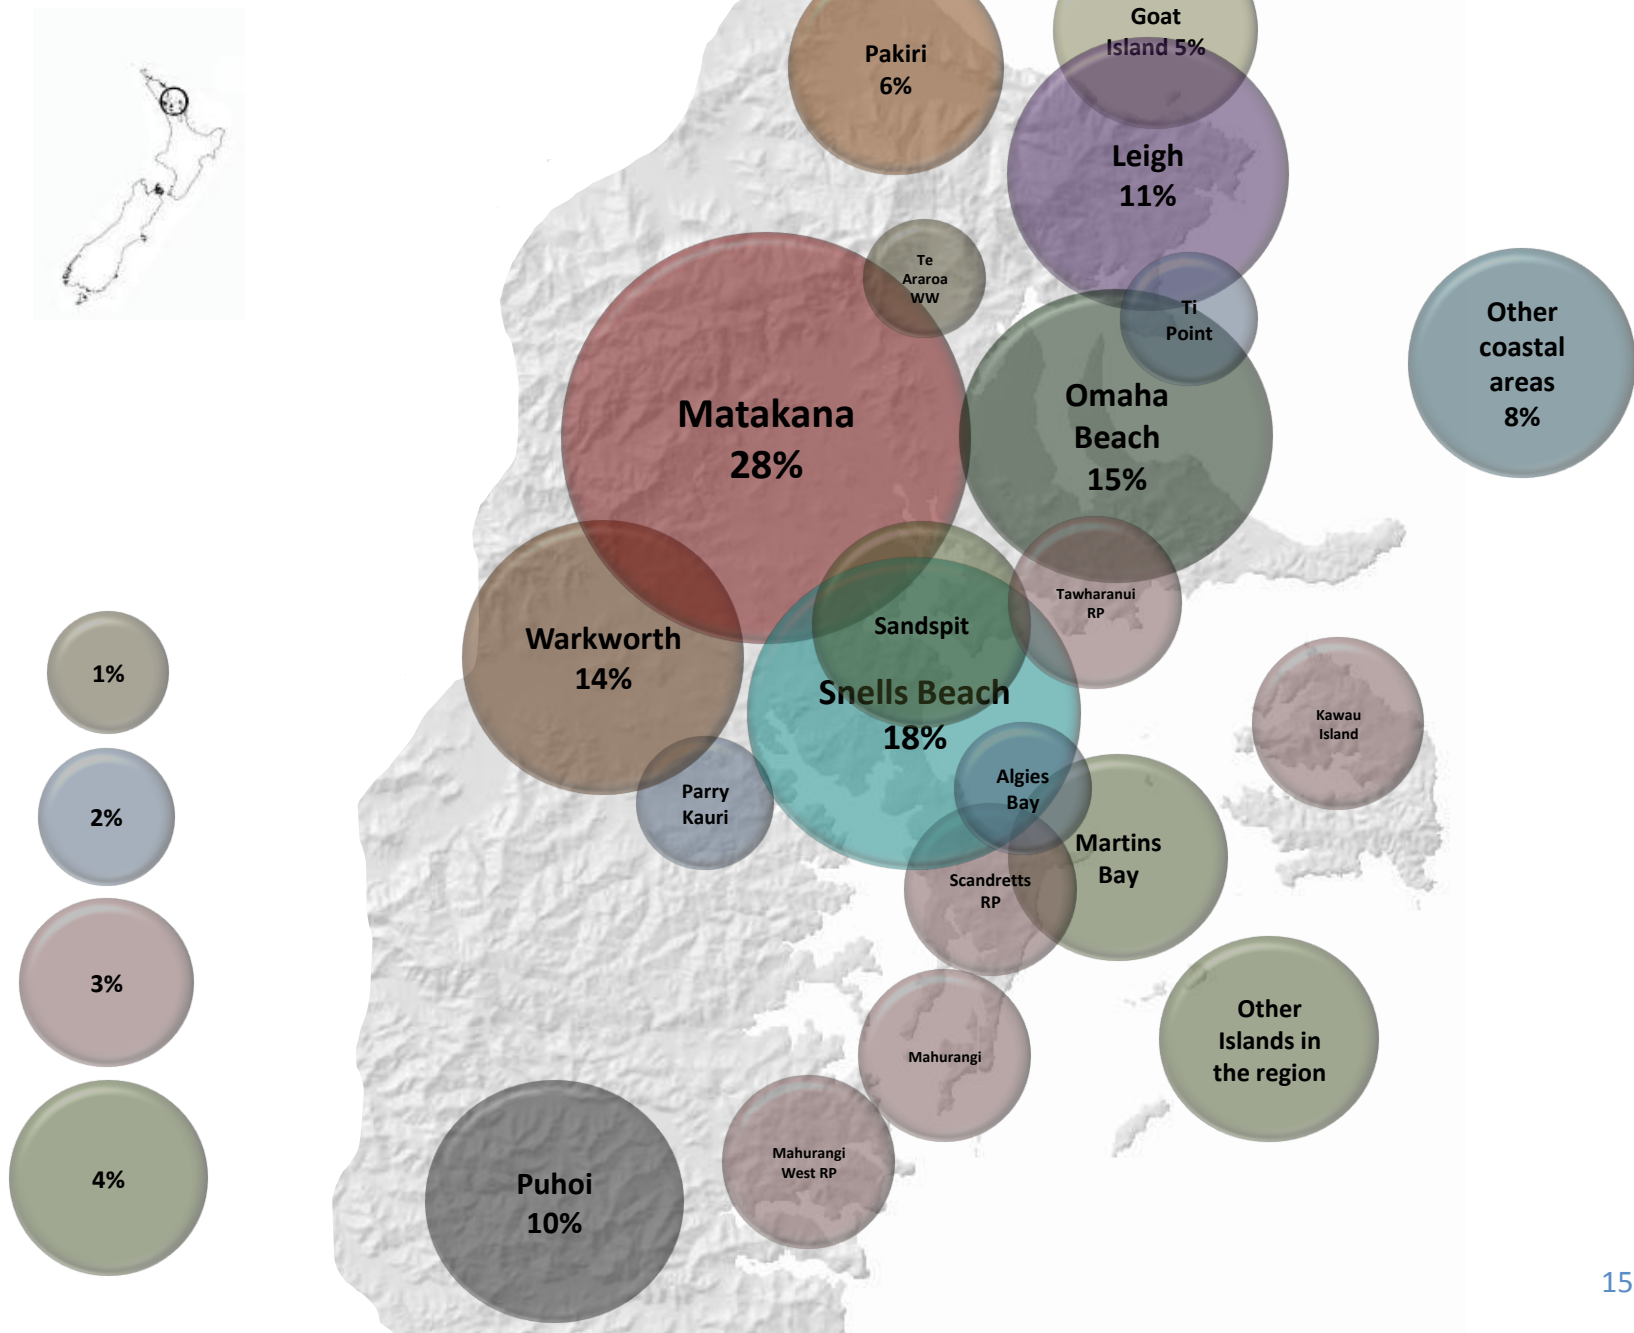 Goat
Island 5%
Pakiri
6%
Leigh
11%
Te
Araroa
WW
Ti
Point
Other
coastal
areas
8%
Matakana
28%
Omaha
Beach
15%
Tawharanui
RP
Sandspit
Warkworth
14%
Snells Beach
18%
1%
Kawau
Island
Algies
Bay
Parry
Kauri
2%
Martins
Bay
Scandretts
RP
3%
Other
Islands in
the region
Mahurangi
Mahurangi
West RP
4%
Puhoi
10%
15